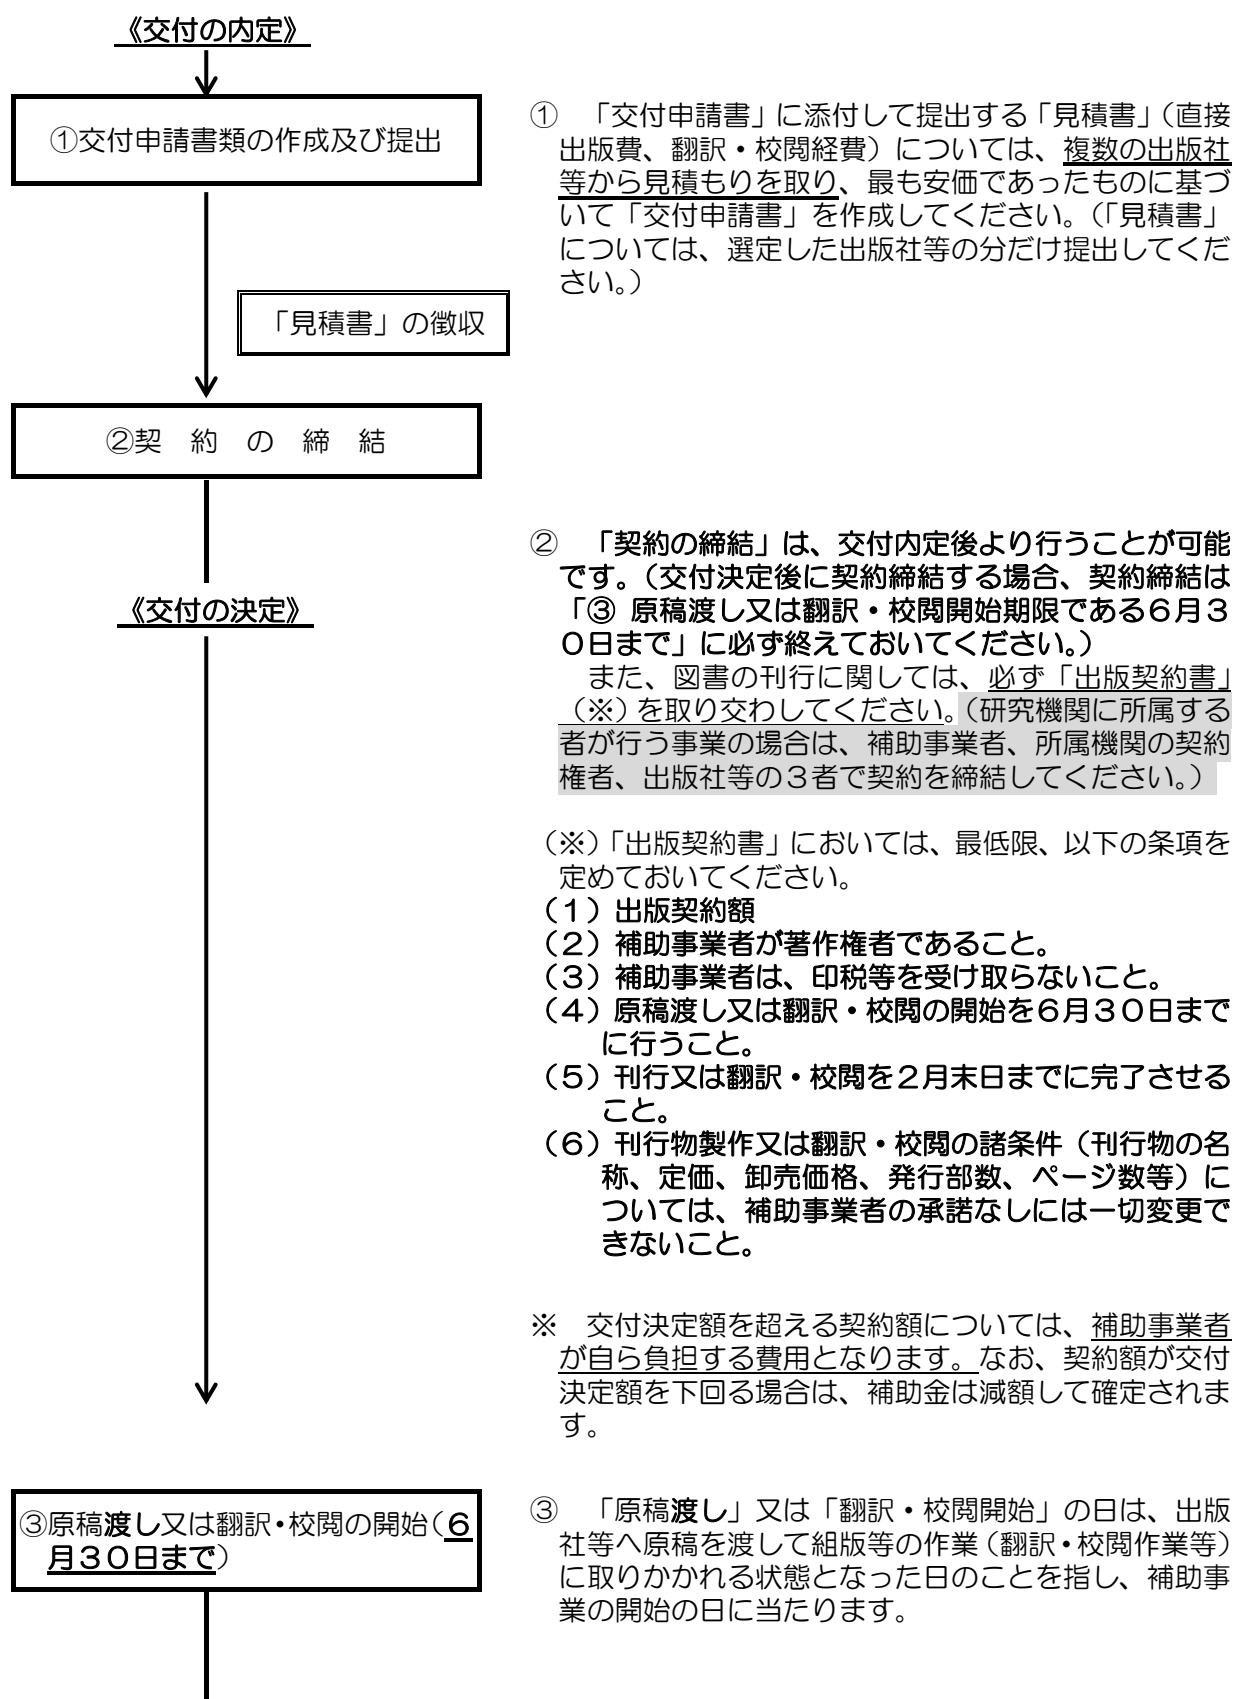 《交付の内定》
①交付申請書類の作成及び提出
① 「交付申請書」に添付して提出する「見積書」（直接
出版費、翻訳・校閲経費）については、複数の出版社
等から見積もりを取り、最も安価であったものに基づ
いて「交付申請書」を作成してください。（「見積書」
については、選定した出版社等の分だけ提出してくだ
さい。）
「見積書」の徴収
②契 約 の 締 結
② 「契約の締結」は、交付内定後より行うことが可能
です。（交付決定後に契約締結する場合、契約締結は
「③ 原稿渡し又は翻訳・校閲開始期限である６月３
０日まで」に必ず終えておいてください。）
また、図書の刊行に関しては、必ず「出版契約書」
（※）を取り交わしてください。（研究機関に所属する
者が行う事業の場合は、補助事業者、所属機関の契約
権者、出版社等の３者で契約を締結してください。）
《交付の決定》
（※）「出版契約書」においては、最低限、以下の条項を
定めておいてください。
（１）出版契約額
（２）補助事業者が著作権者であること。
（３）補助事業者は、印税等を受け取らないこと。
（４）原稿渡し又は翻訳・校閲の開始を６月３０日まで
に行うこと。
（５）刊行又は翻訳・校閲を２月末日までに完了させる
こと。
（６）刊行物製作又は翻訳・校閲の諸条件（刊行物の名
称、定価、卸売価格、発行部数、ページ数等）に
ついては、補助事業者の承諾なしには一切変更で
きないこと。
※ 交付決定額を超える契約額については、補助事業者
が自ら負担する費用となります。なお、契約額が交付
決定額を下回る場合は、補助金は減額して確定されま
す。
③原稿渡し又は翻訳・校閲の開始（６
月３０日まで）
③ 「原稿渡し」又は「翻訳・校閲開始」の日は、出版
社等へ原稿を渡して組版等の作業（翻訳・校閲作業等）
に取りかかれる状態となった日のことを指し、補助事
業の開始の日に当たります。